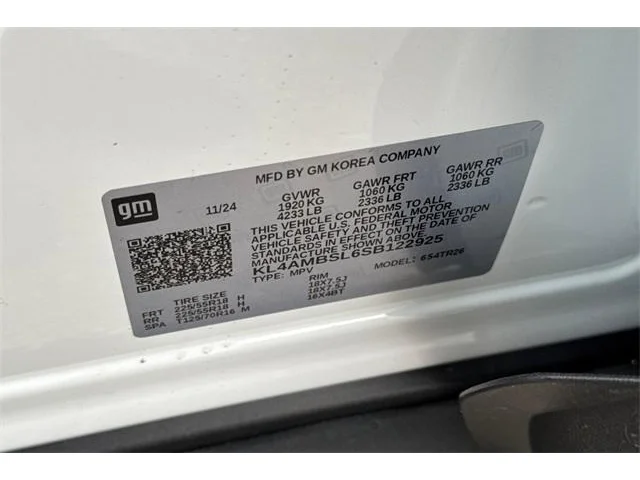 MFD BY GM KOREA COMPANY
gm
11/24
GVWR GAWR FRT GAWR RR
1920 KG 1060 KG 1060 KG
4233 LB 2336 LB 2336 LB
THIS VEHICLE CONFORMS TO ALL
APPLICABLE U.S. FEDERAL MOTOR
VEHICLE SAFETY AND THEFT PREVENTION
STANDARDS IN EFFECT ON THE DATE OF
MANUFACTURE SHOWN ABOVE.
KL4AMBSL6SB122925
TYPE: MPV MODEL: 6S4TR26
TIRE SIZE RIM
FRT 225/55R18 H 18X7.5J
RR 225/55R18 H 18X7.5J
SPA T125/70R16 M 16X4BT